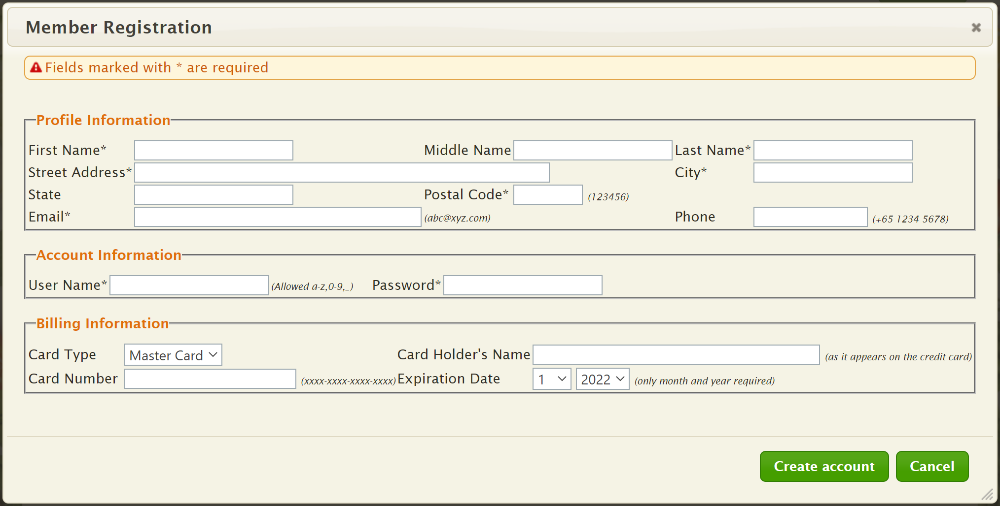 Member Registration
Fields marked with * are required
Profile Information
First Name* Middle Name Last Name*
Street Address* City*
State Postal Code* (123456)
Email* (abc@xyz.com) Phone (+65 1234 5678)
Account Information
User Name* (Allowed a-z,0-9,_) Password*
Billing Information
Card Type Master Card Card Holder's Name (as it appears on the credit card)
Card Number (xxxx-xxxx-xxxx-xxxx) Expiration Date 1 2022 (only month and year required)
Create account Cancel